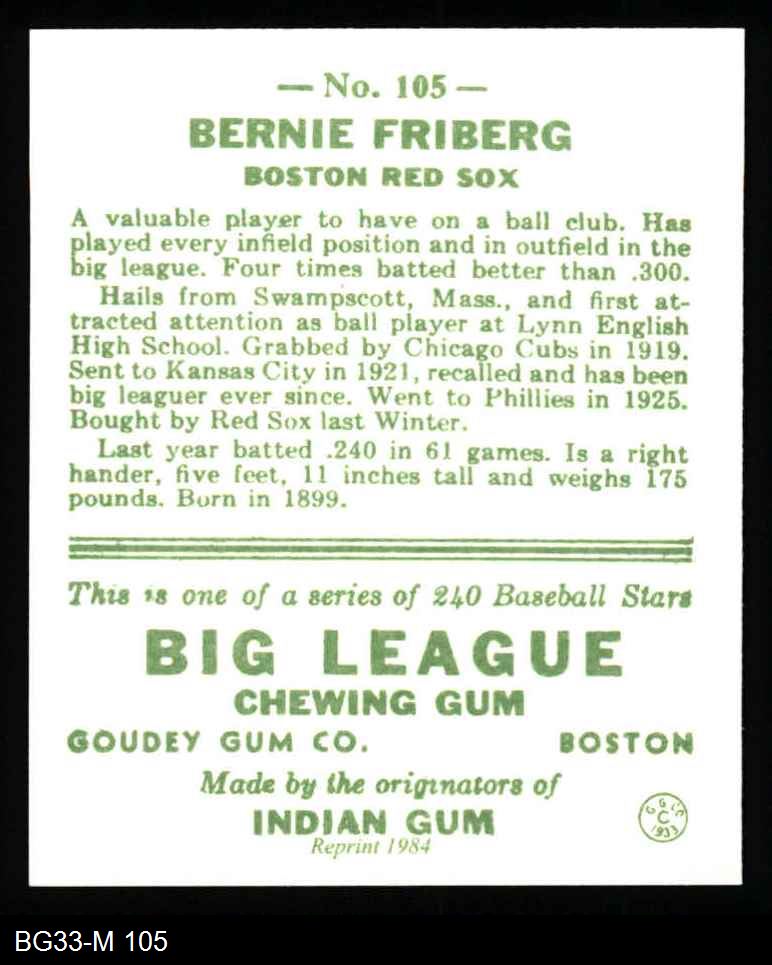 — No. 105 —
BERNIE FRIBERG
BOSTON RED SOX
A valuable player to have on a ball club. Has
played every infield position and in outfield in the
big league. Four times batted better than .300.
Hails from Swampscott, Mass., and first at-
tracted attention as ball player at Lynn English
High School. Grabbed by Chicago Cubs in 1919.
Sent to Kansas City in 1921, recalled and has been
big leaguer ever since. Went to Phillies in 1925.
Bought by Red Sox last Winter.
Last year batted .240 in 61 games. Is a right
hander, five feet, 11 inches tall and weighs 175
pounds. Born in 1899.
This is one of a series of 240 Baseball Stars
BIG LEAGUE
CHEWING GUM
GOUDEY GUM CO. BOSTON
Made by the originators of
INDIAN GUM
Reprint 1984
G G Co
C
1933
BG33-M 105